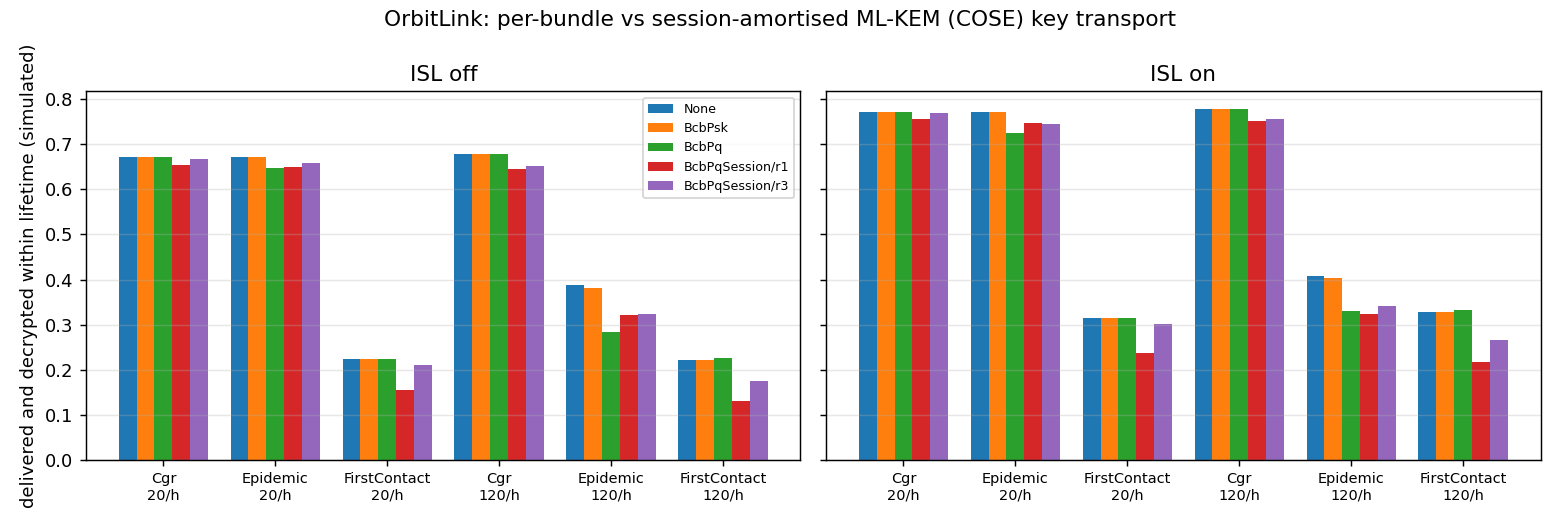 OrbitLink: per-bundle vs session-amortised ML-KEM (COSE) key transport
ISL off
ISL on
delivered and decrypted within lifetime (simulated)
0.8
0.7
0.6
0.5
0.4
0.3
0.2
0.1
0.0
None
BcbPsk
BcbPq
BcbPqSession/r1
BcbPqSession/r3
Cgr
20/h
Epidemic
20/h
FirstContact
20/h
Cgr
120/h
Epidemic
120/h
FirstContact
120/h
Cgr
20/h
Epidemic
20/h
FirstContact
20/h
Cgr
120/h
Epidemic
120/h
FirstContact
120/h